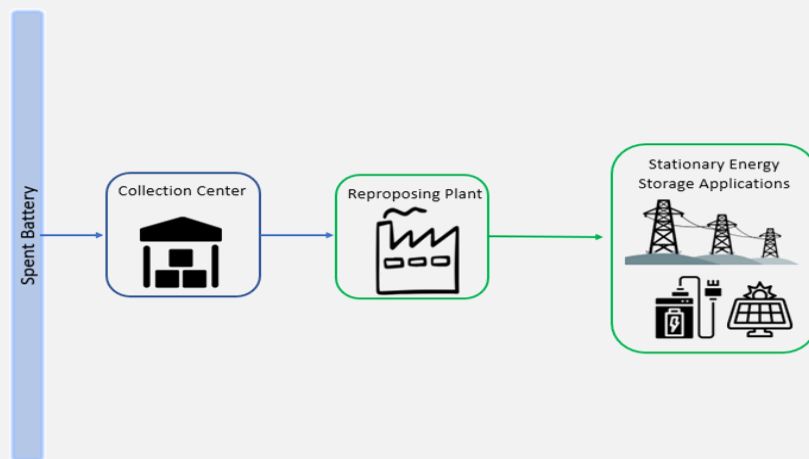 Spent Battery
Collection Center
Reproposing Plant
Stationary Energy
Storage Applications